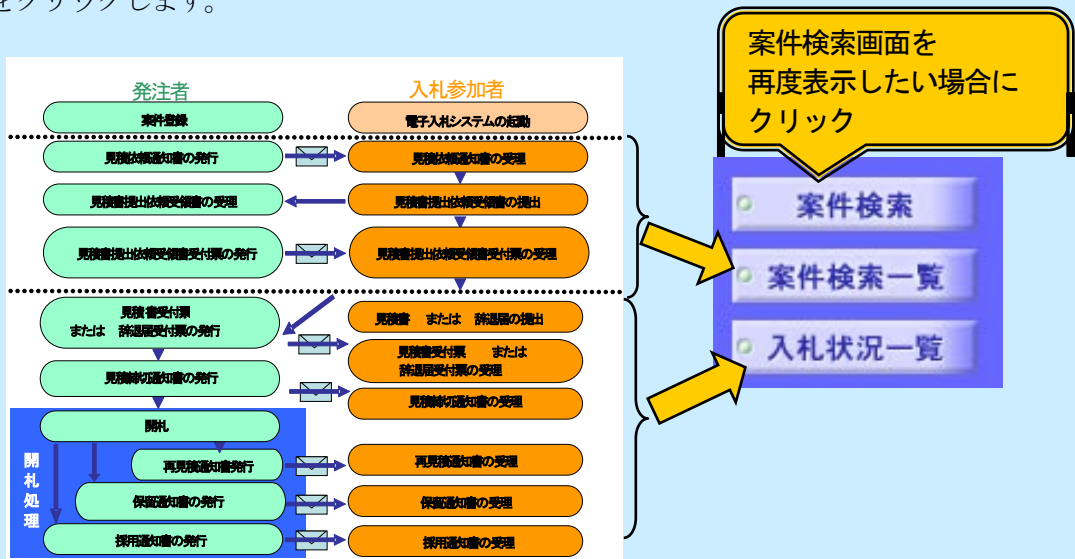 をクリックします。
案件検索画面を
再度表示したい場合に
クリック
発注者
入札参加者
案件登録
電子入札システムの起動
見積依頼通知書の発行
見積依頼通知書の受理
見積書提出依頼受領書の受理
見積書提出依頼受領書の提出
見積書提出依頼受領書受付票の発行
見積書提出依頼受領書受付票の受理
見積書受付票
または 辞退届受付票の発行
見積書 または 辞退届の提出
見積書受付票 または
辞退届受付票の受理
見積締切通知書の発行
見積締切通知書の受理
開札
開札処理
再見積通知書発行
再見積通知書の受理
保留通知書の発行
保留通知書の受理
採用通知書の発行
採用通知書の受理
案件検索
案件検索一覧
入札状況一覧